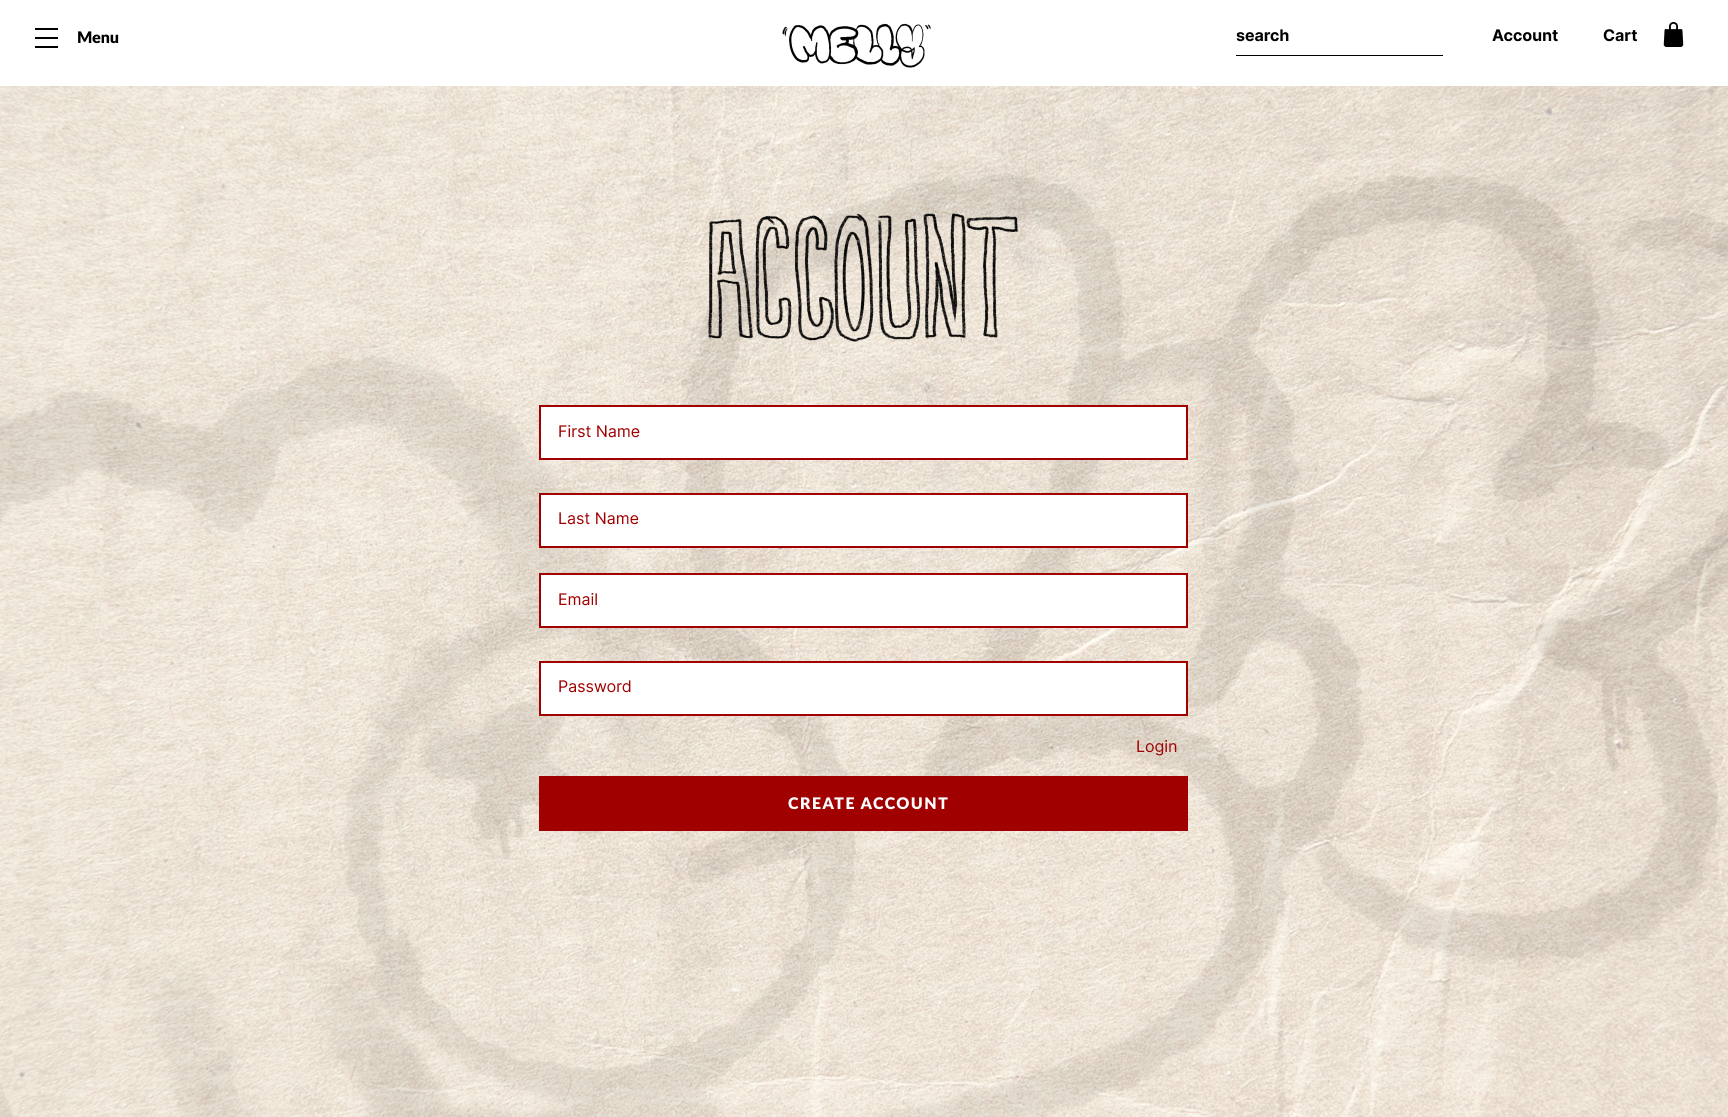 Menu
"MELLY"
search
Account
Cart
ACCOUNT
First Name
Last Name
Email
Password
Login
CREATE ACCOUNT